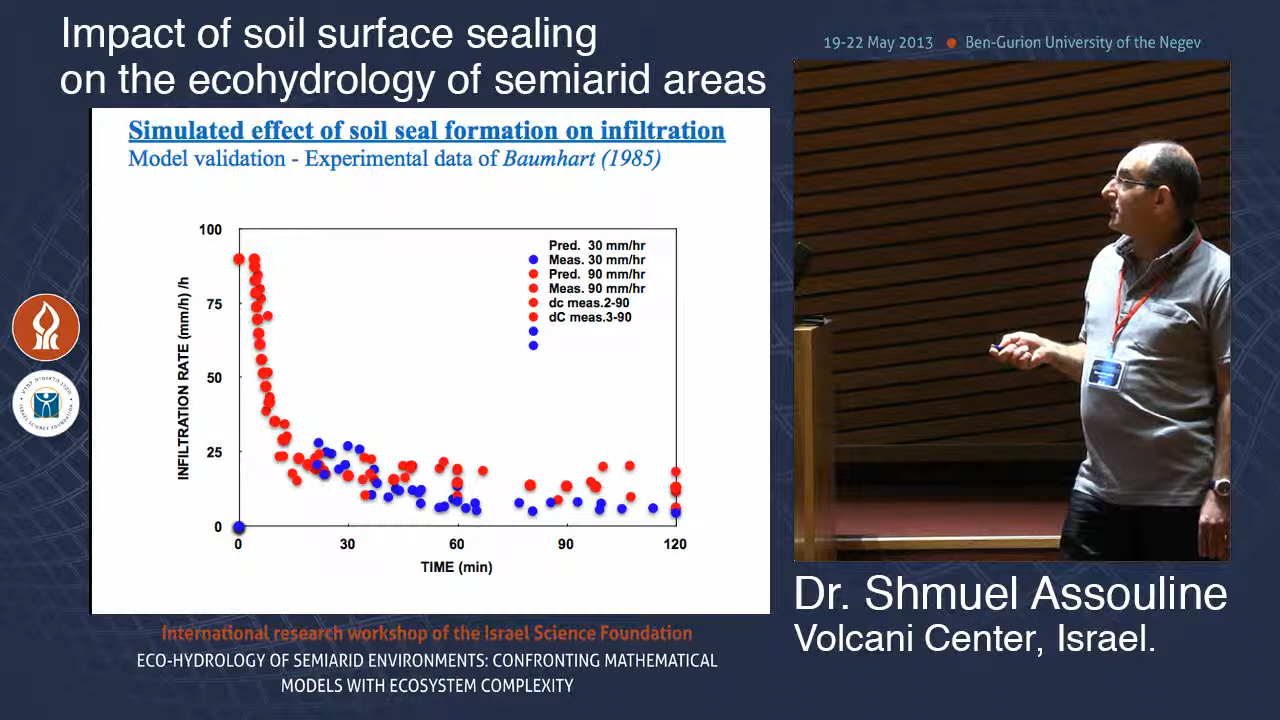 Impact of soil surface sealing
on the ecohydrology of semiarid areas
19-22 May 2013 ● Ben-Gurion University of the Negev
Simulated effect of soil seal formation on infiltration
Model validation - Experimental data of Baumhart (1985)
INFILTRATION RATE (mm/h) /h
100
75
50
25
0
Pred. 30 mm/hr
Meas. 30 mm/hr
Pred. 90 mm/hr
Meas. 90 mm/hr
dc meas.2-90
dC meas.3-90
0 30 60 90 120
TIME (min)
ISRAEL SCIENCE FOUNDATION
Dr. Shmuel Assouline
Volcani Center, Israel.
International research workshop of the Israel Science Foundation
ECO-HYDROLOGY OF SEMIARID ENVIRONMENTS: CONFRONTING MATHEMATICAL
MODELS WITH ECOSYSTEM COMPLEXITY